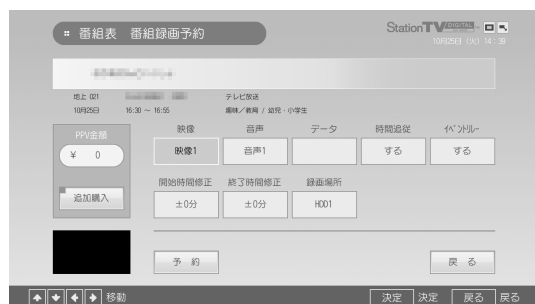 番組表 番組録画予約
StationTV DIGITAL
10月25日 (火) 14:39
地上 021
テレビ放送
10月25日 16:30 ～ 16:55
趣味／教育 / 幼児・小学生
PPV金額
¥ 0
追加購入
映像 音声 データ 時間追従 イベントリレー
映像1 音声1 する する
開始時間修正 終了時間修正 録画場所
±0分 ±0分 HDD1
予 約
戻 る
移動
決定 決定 戻る 戻る